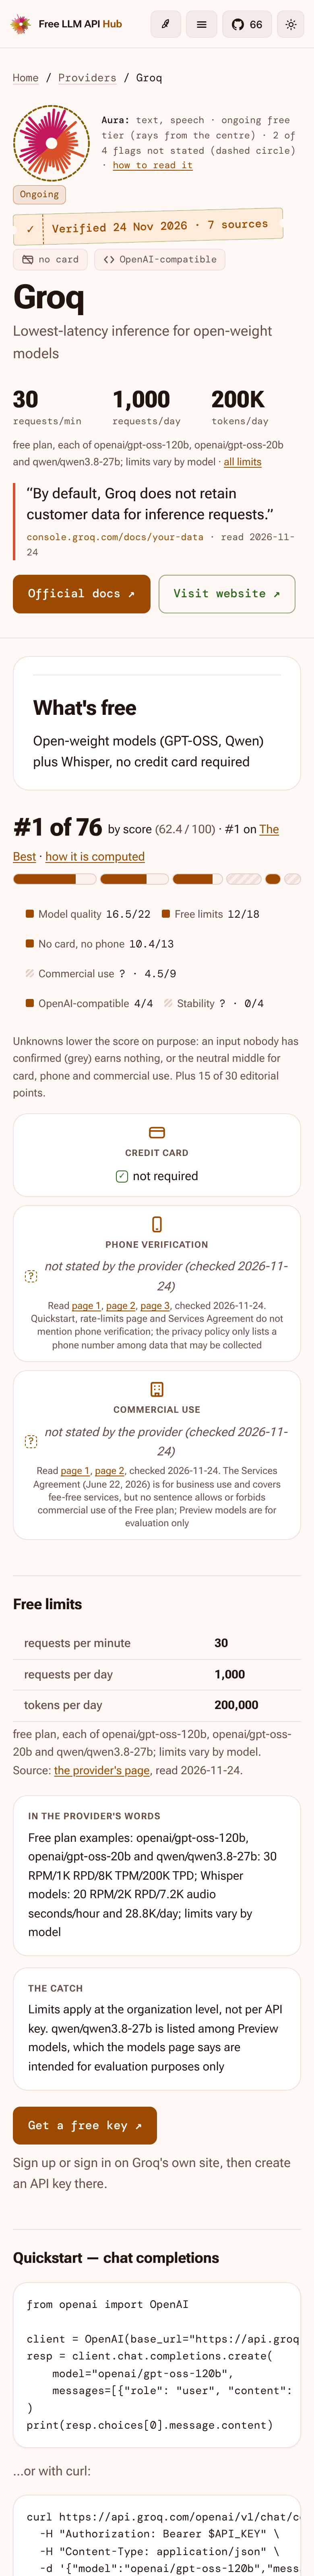 Free LLM API Hub
66
Home / Providers / Groq
Aura: text, speech · ongoing free
tier (rays from the centre) · 2 of
4 flags not stated (dashed circle)
· how to read it
Ongoing
✓ Verified 24 Nov 2026 · 7 sources
no card
OpenAI-compatible
Groq
Lowest-latency inference for open-weight
models
30 1,000 200K
requests/min requests/day tokens/day
free plan, each of openai/gpt-oss-120b, openai/gpt-oss-20b
and qwen/qwen3.8-27b; limits vary by model · all limits
“By default, Groq does not retain
customer data for inference requests.”
console.groq.com/docs/your-data · read 2026-11-
24
Official docs ↗ Visit website ↗
What's free
Open-weight models (GPT-OSS, Qwen)
plus Whisper, no credit card required
#1 of 76 by score (62.4 / 100) · #1 on The
Best · how it is computed
Model quality 16.5/22 Free limits 12/18
No card, no phone 10.4/13
Commercial use ? · 4.5/9
OpenAI-compatible 4/4 Stability ? · 0/4
Unknowns lower the score on purpose: an input nobody has
confirmed (grey) earns nothing, or the neutral middle for
card, phone and commercial use. Plus 15 of 30 editorial
points.
CREDIT CARD
✓ not required
PHONE VERIFICATION
? not stated by the provider (checked 2026-11-
24)
Read page 1, page 2, page 3, checked 2026-11-24.
Quickstart, rate-limits page and Services Agreement do not
mention phone verification; the privacy policy only lists a
phone number among data that may be collected
COMMERCIAL USE
? not stated by the provider (checked 2026-11-
24)
Read page 1, page 2, checked 2026-11-24. The Services
Agreement (June 22, 2026) is for business use and covers
fee-free services, but no sentence allows or forbids
commercial use of the Free plan; Preview models are for
evaluation only
Free limits
requests per minute 30
requests per day 1,000
tokens per day 200,000
free plan, each of openai/gpt-oss-120b, openai/gpt-oss-
20b and qwen/qwen3.8-27b; limits vary by model.
Source: the provider's page, read 2026-11-24.
IN THE PROVIDER'S WORDS
Free plan examples: openai/gpt-oss-120b,
openai/gpt-oss-20b and qwen/qwen3.8-27b: 30
RPM/1K RPD/8K TPM/200K TPD; Whisper
models: 20 RPM/2K RPD/7.2K audio
seconds/hour and 28.8K/day; limits vary by
model
THE CATCH
Limits apply at the organization level, not per API
key. qwen/qwen3.8-27b is listed among Preview
models, which the models page says are
intended for evaluation purposes only
Get a free key ↗
Sign up or sign in on Groq's own site, then create
an API key there.
Quickstart — chat completions
from openai import OpenAI
client = OpenAI(base_url="https://api.groq
resp = client.chat.completions.create(
model="openai/gpt-oss-120b",
messages=[{"role": "user", "content":
)
print(resp.choices[0].message.content)
…or with curl:
curl https://api.groq.com/openai/v1/chat/c
-H "Authorization: Bearer $API_KEY" \
-H "Content-Type: application/json" \
-d '{"model":"openai/gpt-oss-120b","mess